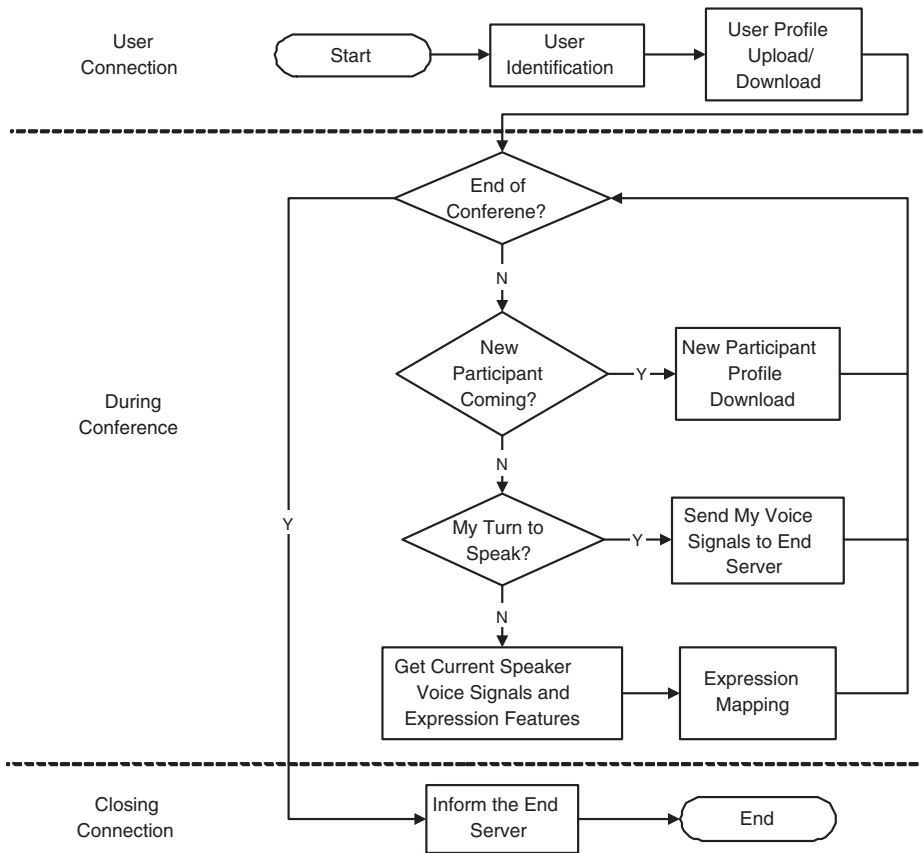 User
Connection
Start
User
Identification
User Profile
Upload/
Download
End of
Conferene?
N
New
Participant
Coming?
Y
New Participant
Profile
Download
During
Conference
N
Y
My Turn to
Speak?
Y
Send My Voice
Signals to End
Server
N
Get Current Speaker
Voice Signals and
Expression Features
Expression
Mapping
Closing
Connection
Inform the End
Server
End